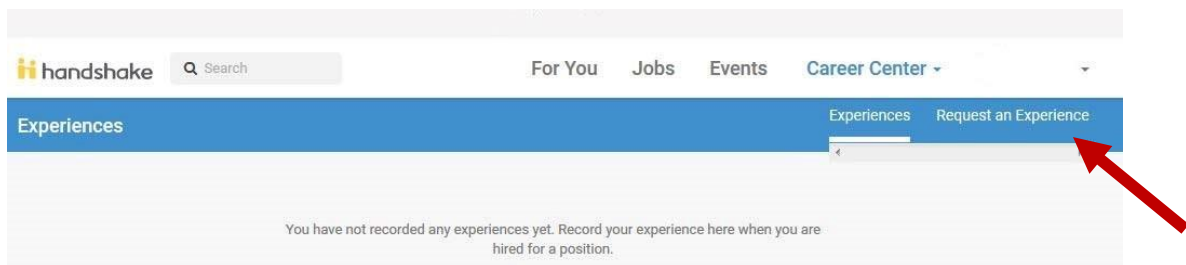 handshake Search For You Jobs Events Career Center
Experiences Experiences Request an Experience
You have not recorded any experiences yet. Record your experience here when you are
hired for a position.